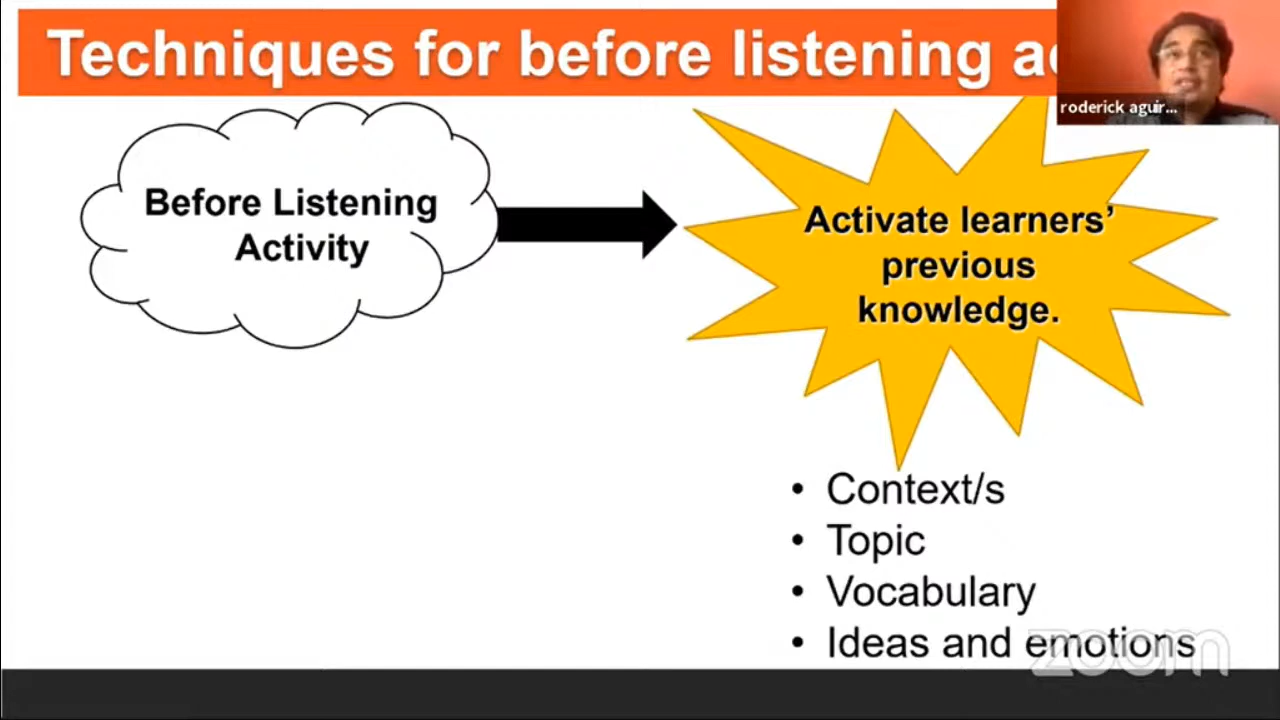 Techniques for before listening
roderick aguir...
Before Listening
Activity
Activate learners’
previous
knowledge.
• Context/s
• Topic
• Vocabulary
• Ideas and emotions
zoom